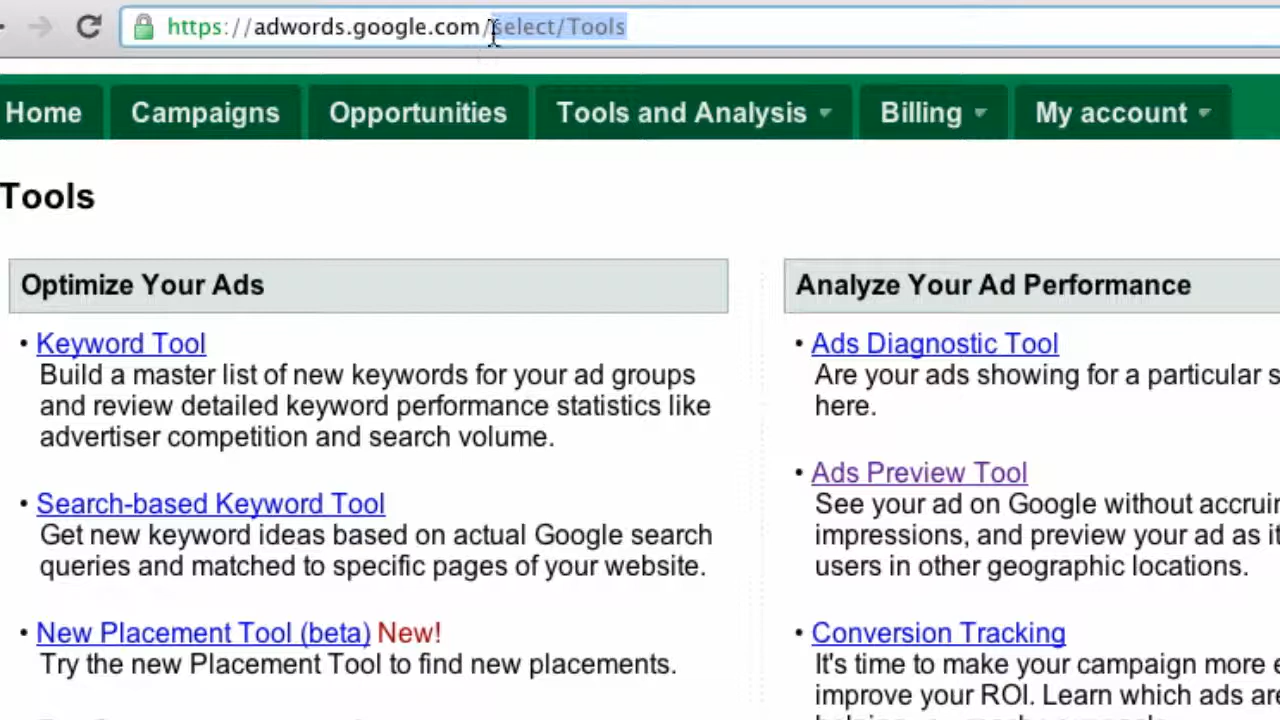 https://adwords.google.com/select/Tools
Home Campaigns Opportunities Tools and Analysis Billing My account
Tools
Optimize Your Ads
• Keyword Tool
Build a master list of new keywords for your ad groups
and review detailed keyword performance statistics like
advertiser competition and search volume.
• Search-based Keyword Tool
Get new keyword ideas based on actual Google search
queries and matched to specific pages of your website.
• New Placement Tool (beta) New!
Try the new Placement Tool to find new placements.
Analyze Your Ad Performance
• Ads Diagnostic Tool
Are your ads showing for a particular s
here.
• Ads Preview Tool
See your ad on Google without accruin
impressions, and preview your ad as it
users in other geographic locations.
• Conversion Tracking
It's time to make your campaign more e
improve your ROI. Learn which ads are